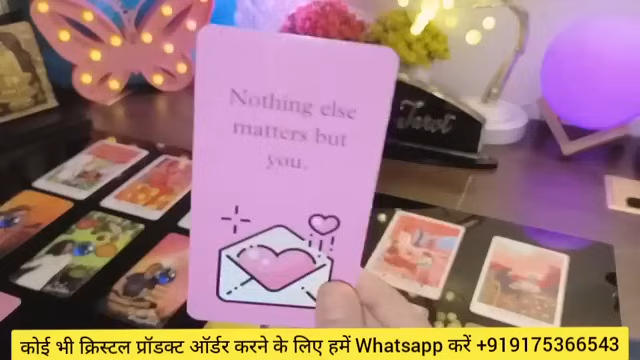 Nothing else
matters but
you.
Tarot
कोई भी क्रिस्टल प्रॉडक्ट ऑर्डर करने के लिए हमें Whatsapp करें +919175366543